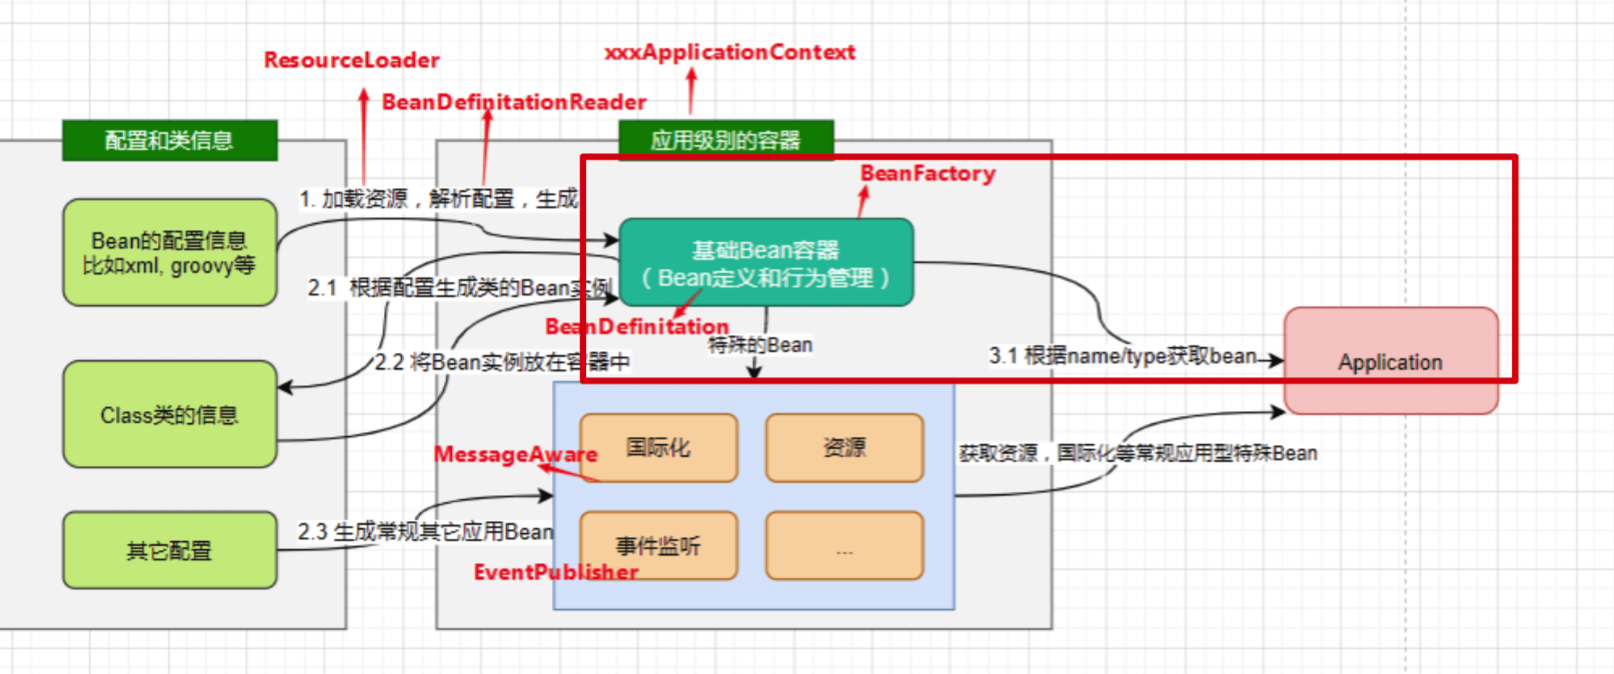 ResourceLoader
xxxApplicationContext
BeanDefinitationReader
配置和类信息
应用级别的容器
BeanFactory
1. 加载资源，解析配置，生成
Bean的配置信息
比如xml, groovy等
基础Bean容器
（Bean定义和行为管理）
2.1 根据配置生成类的Bean实例
BeanDefinitation
特殊的Bean
3.1 根据name/type获取bean
Application
2.2 将Bean实例放在容器中
Class类的信息
国际化
资源
MessageAware
获取资源，国际化等常规应用型特殊Bean
2.3 生成常规其它应用Bean
其它配置
事件监听
...
EventPublisher